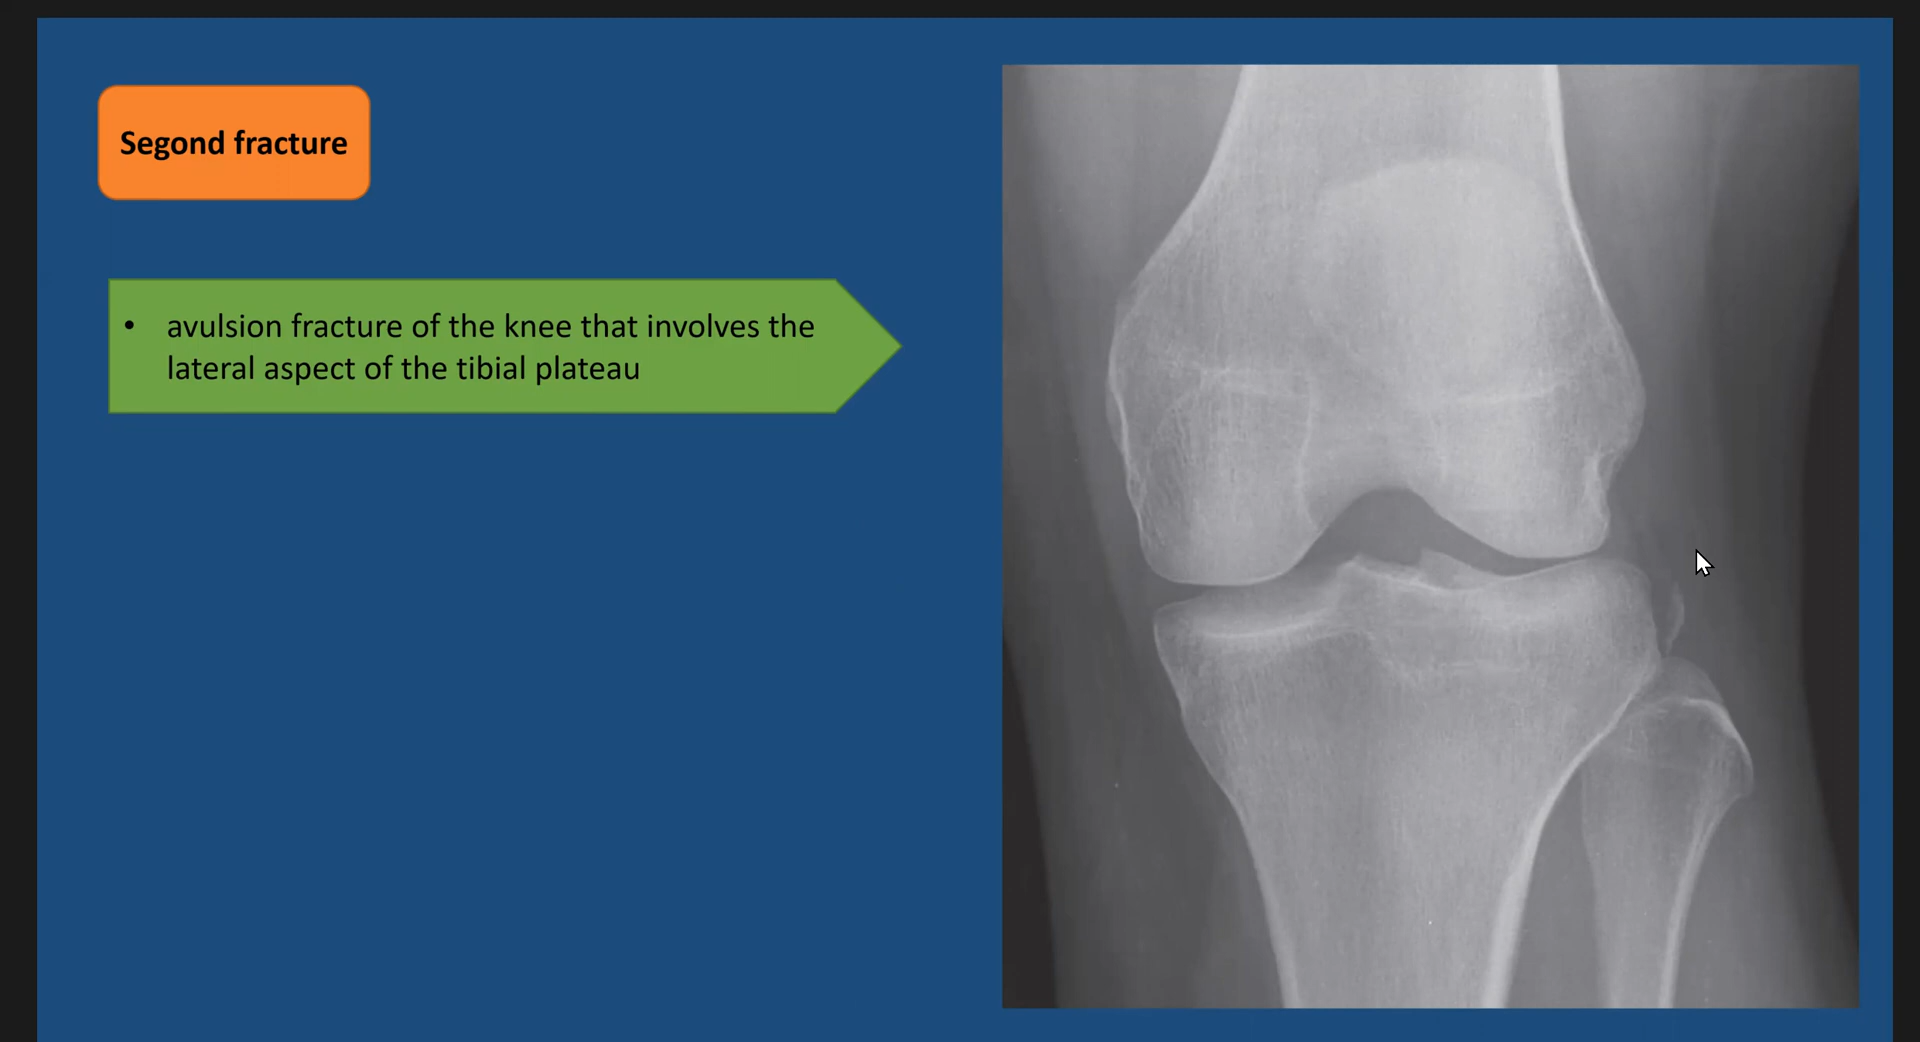 Segond fracture
• avulsion fracture of the knee that involves the
lateral aspect of the tibial plateau